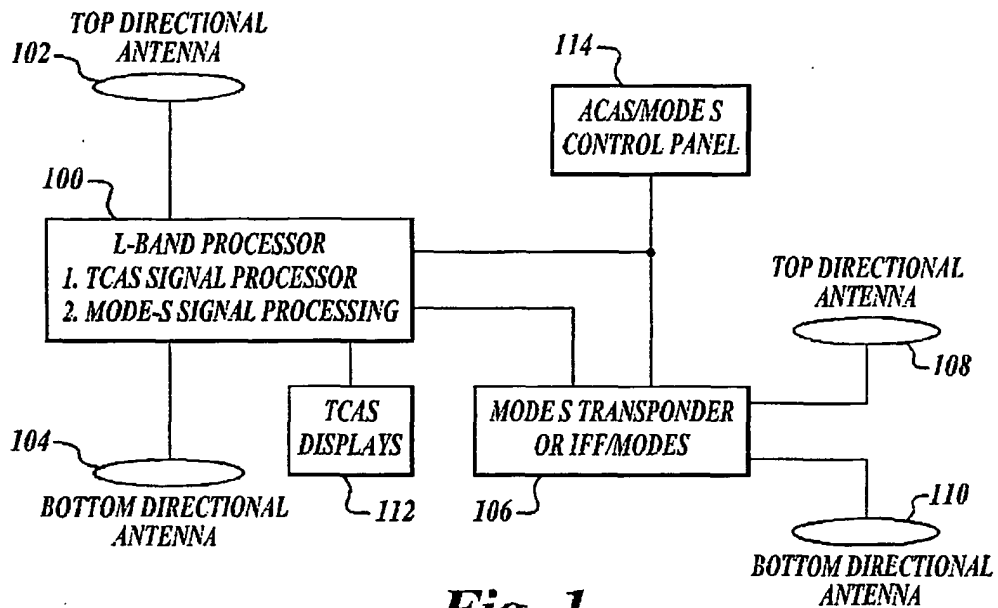 TOP DIRECTIONAL
ANTENNA
102
114
ACAS/MODE S
CONTROL PANEL
100
L-BAND PROCESSOR
1. TCAS SIGNAL PROCESSOR
2. MODE-S SIGNAL PROCESSING
TOP DIRECTIONAL
ANTENNA
108
TCAS
DISPLAYS
MODE S TRANSPONDER
OR IFF/MODES
104
BOTTOM DIRECTIONAL
ANTENNA
112
106
110
BOTTOM DIRECTIONAL
ANTENNA
Fig. 1